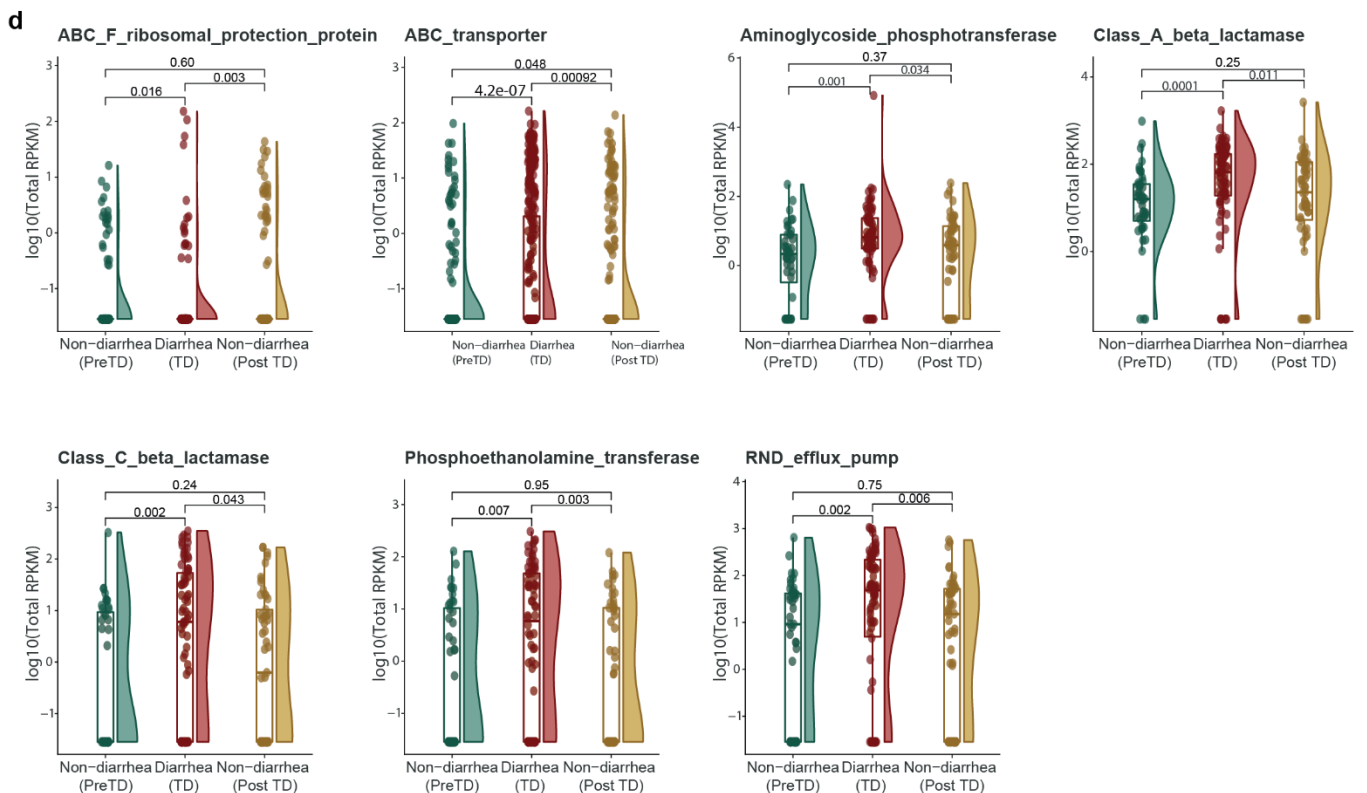 d
ABC_F_ribosomal_protection_protein
0.60
0.016
0.003
log10(Total RPKM)
3
2
1
0
−1
Non-diarrhea (PreTD)
Diarrhea (TD)
Non-diarrhea (Post TD)
ABC_transporter
0.048
4.2e-07
0.00092
log10(Total RPKM)
3
2
1
0
−1
Non-diarrhea (PreTD)
Diarrhea (TD)
Non-diarrhea (Post TD)
Aminoglycoside_phosphotransferase
0.37
0.001
0.034
log10(Total RPKM)
6
4
2
0
Non-diarrhea (PreTD)
Diarrhea (TD)
Non-diarrhea (Post TD)
Class_A_beta_lactamase
0.25
0.0001
0.011
log10(Total RPKM)
4
2
0
Non-diarrhea (PreTD)
Diarrhea (TD)
Non-diarrhea (Post TD)
Class_C_beta_lactamase
0.24
0.002
0.043
log10(Total RPKM)
3
2
1
0
−1
Non-diarrhea (PreTD)
Diarrhea (TD)
Non-diarrhea (Post TD)
Phosphoethanolamine_transferase
0.95
0.007
0.003
log10(Total RPKM)
3
2
1
0
−1
Non-diarrhea (PreTD)
Diarrhea (TD)
Non-diarrhea (Post TD)
RND_efflux_pump
0.75
0.002
0.006
log10(Total RPKM)
4
3
2
1
0
−1
Non-diarrhea (PreTD)
Diarrhea (TD)
Non-diarrhea (Post TD)